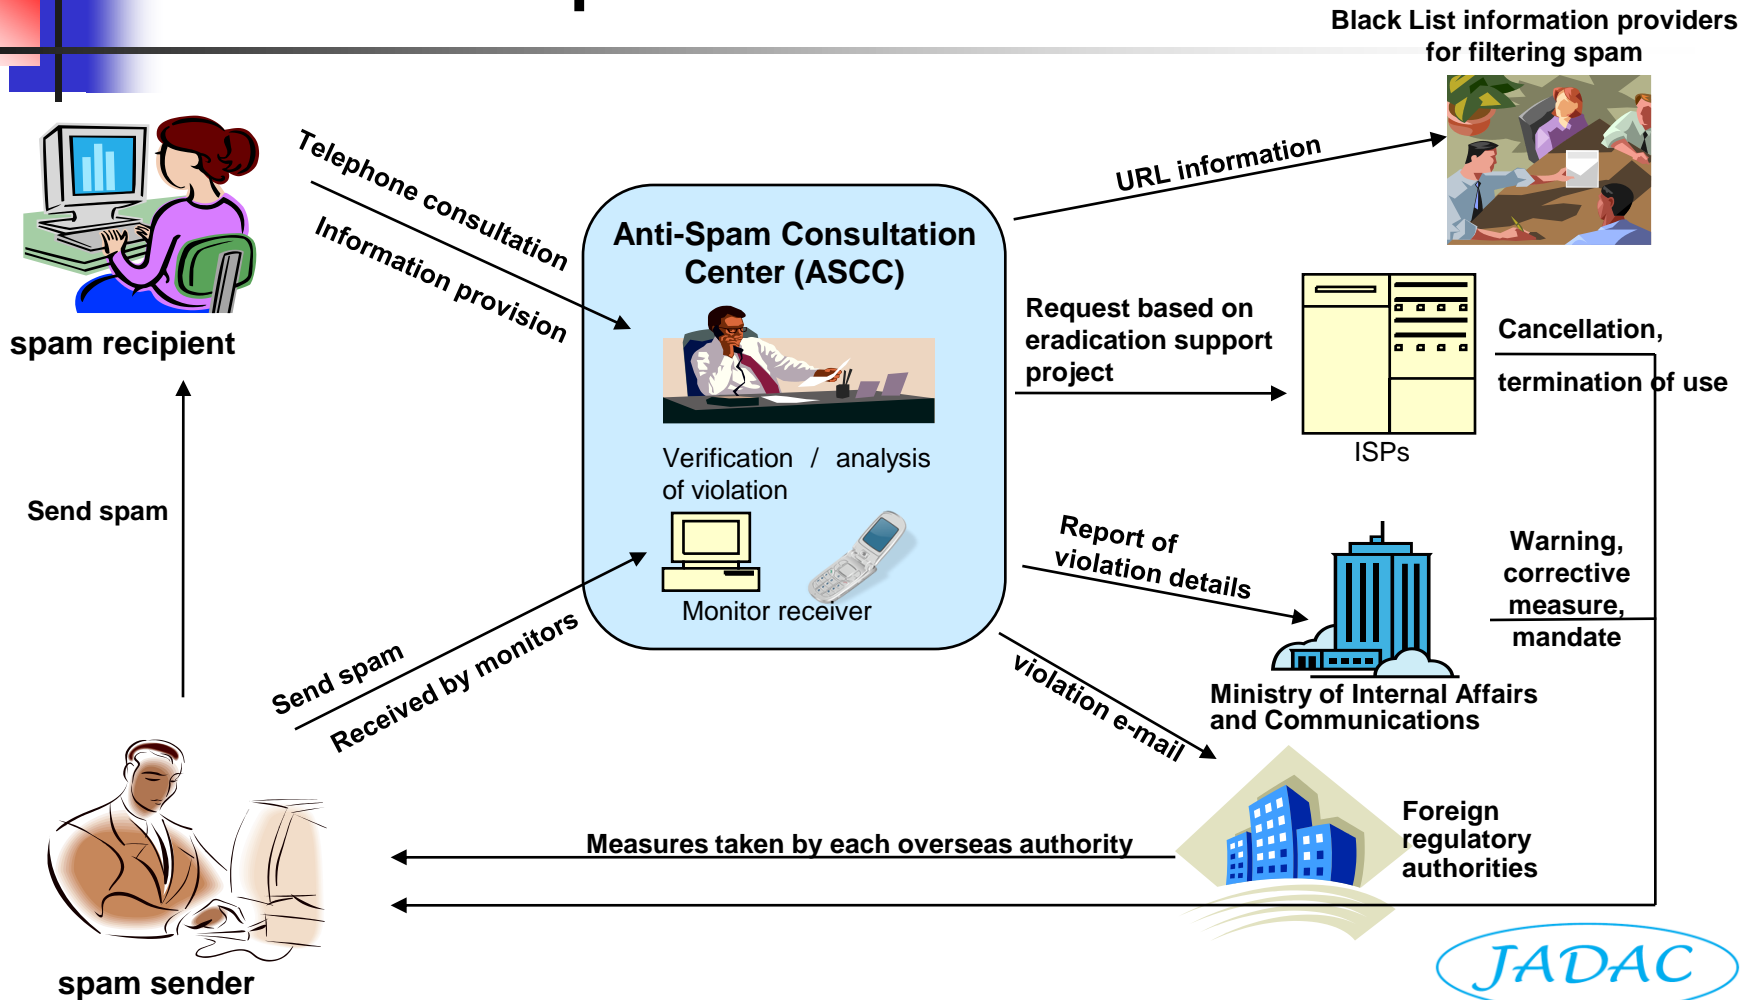 Black List information providers
for filtering spam
Telephone consultation
Information provision
URL information
Anti-Spam Consultation
Center (ASCC)
spam recipient
Request based on
eradication support
project
Cancellation,
termination of use
ISPs
Verification / analysis
of violation
Send spam
Report of
violation details
Warning,
corrective
measure,
mandate
Monitor receiver
Send spam
Received by monitors
violation e-mail
Ministry of Internal Affairs
and Communications
Foreign
regulatory
authorities
Measures taken by each overseas authority
spam sender
JADAC